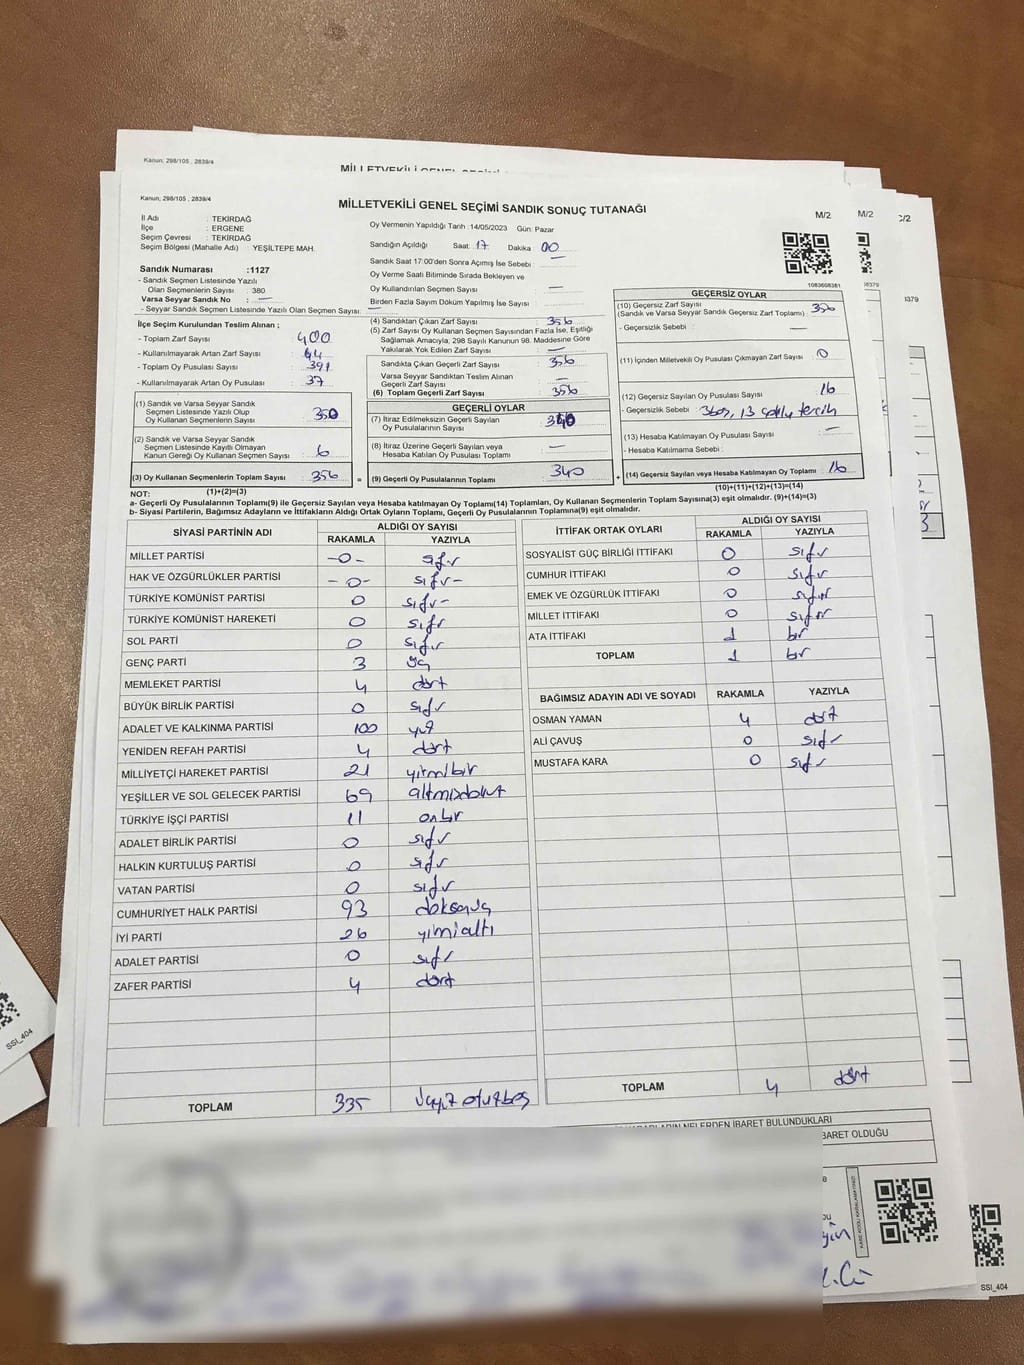 Kanun; 298/105 , 2839/4
Kanun; 298/105 , 2839/4
MİLLETVEKİLİ GENEL SEÇİMİ SANDIK SONUÇ TUTANAĞI
M/2
M/2
C/2
İl Adı : TEKİRDAĞ
İlçe : ERGENE
Seçim Çevresi : TEKİRDAĞ
Seçim Bölgesi (Mahalle Adı) : YEŞİLTEPE MAH.
Sandık Numarası :1127
- Sandık Seçmen Listesinde Yazılı
Olan Seçmenlerin Sayısı : 380
Varsa Seyyar Sandık No : —
- Seyyar Sandık Seçmen Listesinde Yazılı Olan Seçmen Sayısı: —
Oy Vermenin Yapıldığı Tarih :14/05/2023 Gün: Pazar
Sandığın Açıldığı Saat: 17 Dakika 00
Sandık Saat 17:00'den Sonra Açımış İse Sebebi : —
Oy Verme Saati Bitiminde Sırada Bekleyen ve
Oy Kullandırılan Seçmen Sayısı : —
Birden Fazla Sayım Döküm Yapılmış İse Sayısı :
1083608381
İlçe Seçim Kurulundan Teslim Alınan ;
- Toplam Zarf Sayısı : 400
- Kullanılmayarak Artan Zarf Sayısı : 44
- Toplam Oy Pusulası Sayısı : 391
- Kullanılmayarak Artan Oy Pusulası : 37
(1) Sandık ve Varsa Seyyar Sandık
Seçmen Listesinde Yazılı Olup
Oy Kullanan Seçmenlerin Sayısı : 350
(2) Sandık ve Varsa Seyyar Sandık
Seçmen Listesinde Kayıtlı Olmayan
Kanun Gereği Oy Kullanan Seçmen Sayısı : 6
(3) Oy Kullanan Seçmenlerin Toplam Sayısı : 356
(1)+(2)=(3)
(4) Sandıktan Çıkan Zarf Sayısı : 356
(5) Zarf Sayısı Oy Kullanan Seçmen Sayısından Fazla İse, Eşitliği
Sağlamak Amacıyla, 298 Sayılı Kanunun 98. Maddesine Göre
Yakılarak Yok Edilen Zarf Sayısı : —
Sandıkta Çıkan Geçerli Zarf Sayısı : 356
Varsa Seyyar Sandıktan Teslim Alınan
Geçerli Zarf Sayısı : —
(6) Toplam Geçerli Zarf Sayısı : 356
GEÇERLİ OYLAR
(7) İtiraz Edilmeksizin Geçerli Sayılan
Oy Pusulalarının Sayısı : 340
(8) İtiraz Üzerine Geçerli Sayılan veya
Hesaba Katılan Oy Pusulası Toplamı : —
= (9) Geçerli Oy Pusulalarının Toplamı : 340
GEÇERSİZ OYLAR
(10) Geçersiz Zarf Sayısı
(Sandık ve Varsa Seyyar Sandık Geçersiz Zarf Toplamı) : 356
- Geçersizlik Sebebi : —
(11) İçinden Milletvekili Oy Pusulası Çıkmayan Zarf Sayısı : 0
(12) Geçersiz Sayılan Oy Pusulası Sayısı : 16
- Geçersizlik Sebebi : 3 boş, 13 çoklu tercih
(13) Hesaba Katılmayan Oy Pusulası Sayısı : —
- Hesaba Katılmama Sebebi :
+ (14) Geçersiz Sayılan veya Hesaba Katılmayan Oy Toplamı : 16
(10)+(11)+(12)+(13)=(14)
NOT:
a- Geçerli Oy Pusulalarının Toplamı(9) ile Geçersiz Sayılan veya Hesaba katılmayan Oy Toplamı(14) Toplamları, Oy Kullanan Seçmenlerin Toplam Sayısına(3) eşit olmalıdır. (9)+(14)=(3)
b- Siyasi Partilerin, Bağımsız Adayların ve İttifakların Aldığı Ortak Oyların Toplamı, Geçerli Oy Pusulalarının Toplamına(9) eşit olmalıdır.
SİYASİ PARTİNİN ADI ALDIĞI OY SAYISI
RAKAMLA YAZIYLA
MİLLET PARTİSİ -0- sıfır
HAK VE ÖZGÜRLÜKLER PARTİSİ -0- sıfır-
TÜRKİYE KOMÜNİST PARTİSİ 0 sıfır-
TÜRKİYE KOMÜNİST HAREKETİ 0 sıfır
SOL PARTİ 0 sıfır
GENÇ PARTİ 3 üç
MEMLEKET PARTİSİ 4 dört
BÜYÜK BİRLİK PARTİSİ 0 sıfır
ADALET VE KALKINMA PARTİSİ 100 yüz
YENİDEN REFAH PARTİSİ 4 dört
MİLLİYETÇİ HAREKET PARTİSİ 21 yirmibir
YEŞİLLER VE SOL GELECEK PARTİSİ 69 altmışdokuz
TÜRKİYE İŞÇİ PARTİSİ 11 onbir
ADALET BİRLİK PARTİSİ 0 sıfır
HALKIN KURTULUŞ PARTİSİ 0 sıfır
VATAN PARTİSİ 0 sıfır
CUMHURİYET HALK PARTİSİ 93 doksanüç
İYİ PARTİ 26 yirmialtı
ADALET PARTİSİ 0 sıfır
ZAFER PARTİSİ 4 dört
TOPLAM 335 üçyüz otuzbeş
İTTİFAK ORTAK OYLARI ALDIĞI OY SAYISI
RAKAMLA YAZIYLA
SOSYALİST GÜÇ BİRLİĞİ İTTİFAKI 0 sıfır
CUMHUR İTTİFAKI 0 sıfır
EMEK VE ÖZGÜRLÜK İTTİFAKI 0 sıfır
MİLLET İTTİFAKI 0 sıfır
ATA İTTİFAKI 1 bir
TOPLAM 1 bir
BAĞIMSIZ ADAYIN ADI VE SOYADI RAKAMLA YAZIYLA
OSMAN YAMAN 4 dört
ALİ ÇAVUŞ 0 sıfır
MUSTAFA KARA 0 sıfır
TOPLAM 4 dört
NELERDEN İBARET BULUNDUKLARI
BARET OLDUĞU
SSI_404
SSI_404